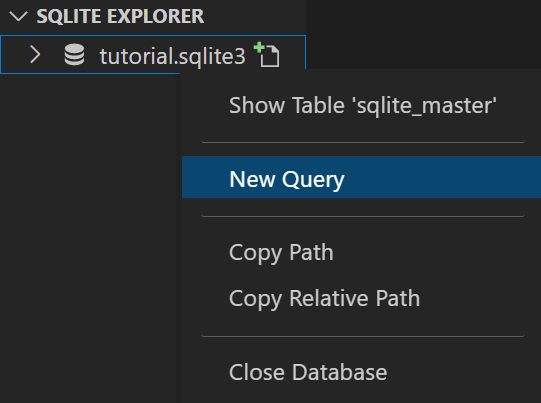 SQLITE EXPLORER
tutorial.sqlite3
Show Table 'sqlite_master'
New Query
Copy Path
Copy Relative Path
Close Database